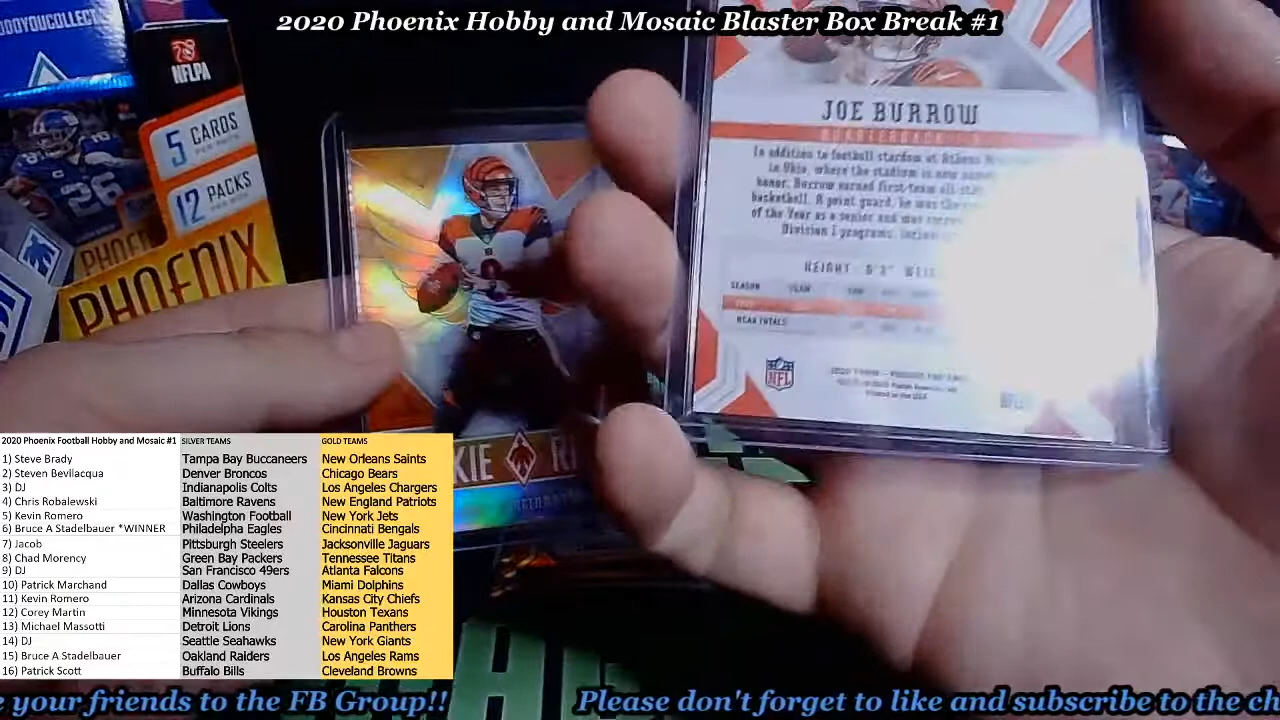 2020 Phoenix Hobby and Mosaic Blaster Box Break #1
NFLPA
5 CARDS
12 PACKS
26
PHOENIX
JOE BURROW
QUARTERBACK
In addition to football stardom at Athens
in Ohio, where the stadium is now
honor, Burrow earned first-team all-
basketball. A point guard, he was the
of the Year as a senior and was
Division I programs,
HEIGHT
SEASON TEAM
NCAA TOTALS
NFL
2020 Phoenix Football Hobby and Mosaic #1 SILVER TEAMS GOLD TEAMS
1) Steve Brady Tampa Bay Buccaneers New Orleans Saints
2) Steven Bevilacqua Denver Broncos Chicago Bears
3) DJ Indianapolis Colts Los Angeles Chargers
4) Chris Robalewski Baltimore Ravens New England Patriots
5) Kevin Romero Washington Football New York Jets
6) Bruce A Stadelbauer *WINNER Philadelpha Eagles Cincinnati Bengals
7) Jacob Pittsburgh Steelers Jacksonville Jaguars
8) Chad Morency Green Bay Packers Tennessee Titans
9) DJ San Francisco 49ers Atlanta Falcons
10) Patrick Marchand Dallas Cowboys Miami Dolphins
11) Kevin Romero Arizona Cardinals Kansas City Chiefs
12) Corey Martin Minnesota Vikings Houston Texans
13) Michael Massotti Detroit Lions Carolina Panthers
14) DJ Seattle Seahawks New York Giants
15) Bruce A Stadelbauer Oakland Raiders Los Angeles Rams
16) Patrick Scott Buffalo Bills Cleveland Browns
e your friends to the FB Group!! Please don't forget to like and subscribe to the ch